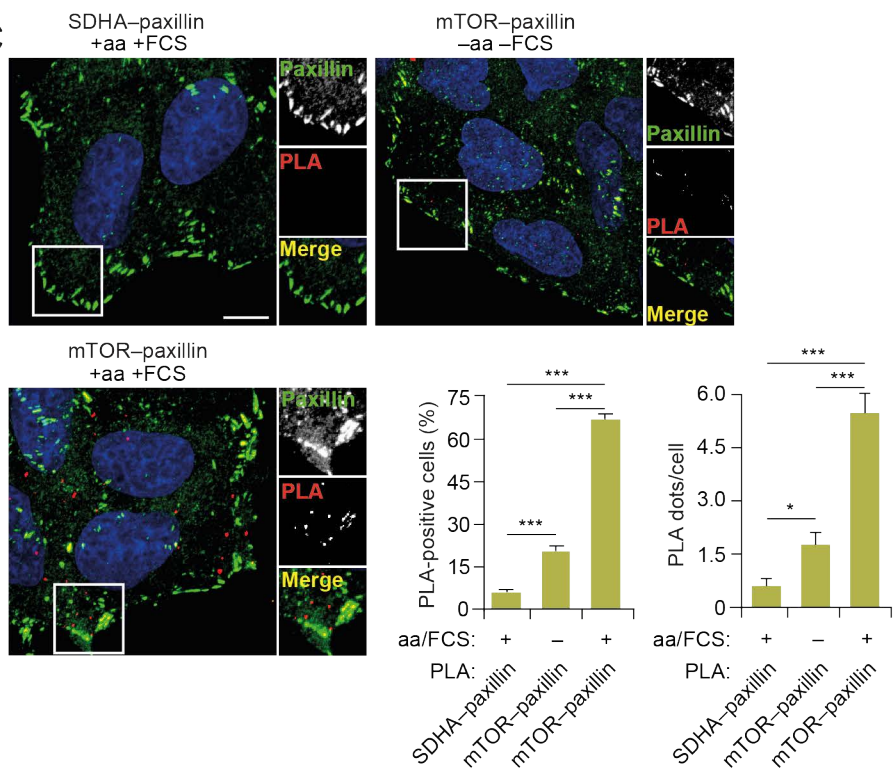 SDHA–paxillin
+aa +FCS
mTOR–paxillin
–aa –FCS
Paxillin
PLA
Merge
Paxillin
PLA
Merge
mTOR–paxillin
+aa +FCS
Paxillin
PLA
Merge
PLA-positive cells (%)
75
60
45
30
15
0
***
***
***
aa/FCS: + – +
PLA:
SDHA–paxillin
mTOR–paxillin
mTOR–paxillin
PLA dots/cell
6.0
4.5
3.0
1.5
0
***
***
*
aa/FCS: + – +
PLA:
SDHA–paxillin
mTOR–paxillin
mTOR–paxillin